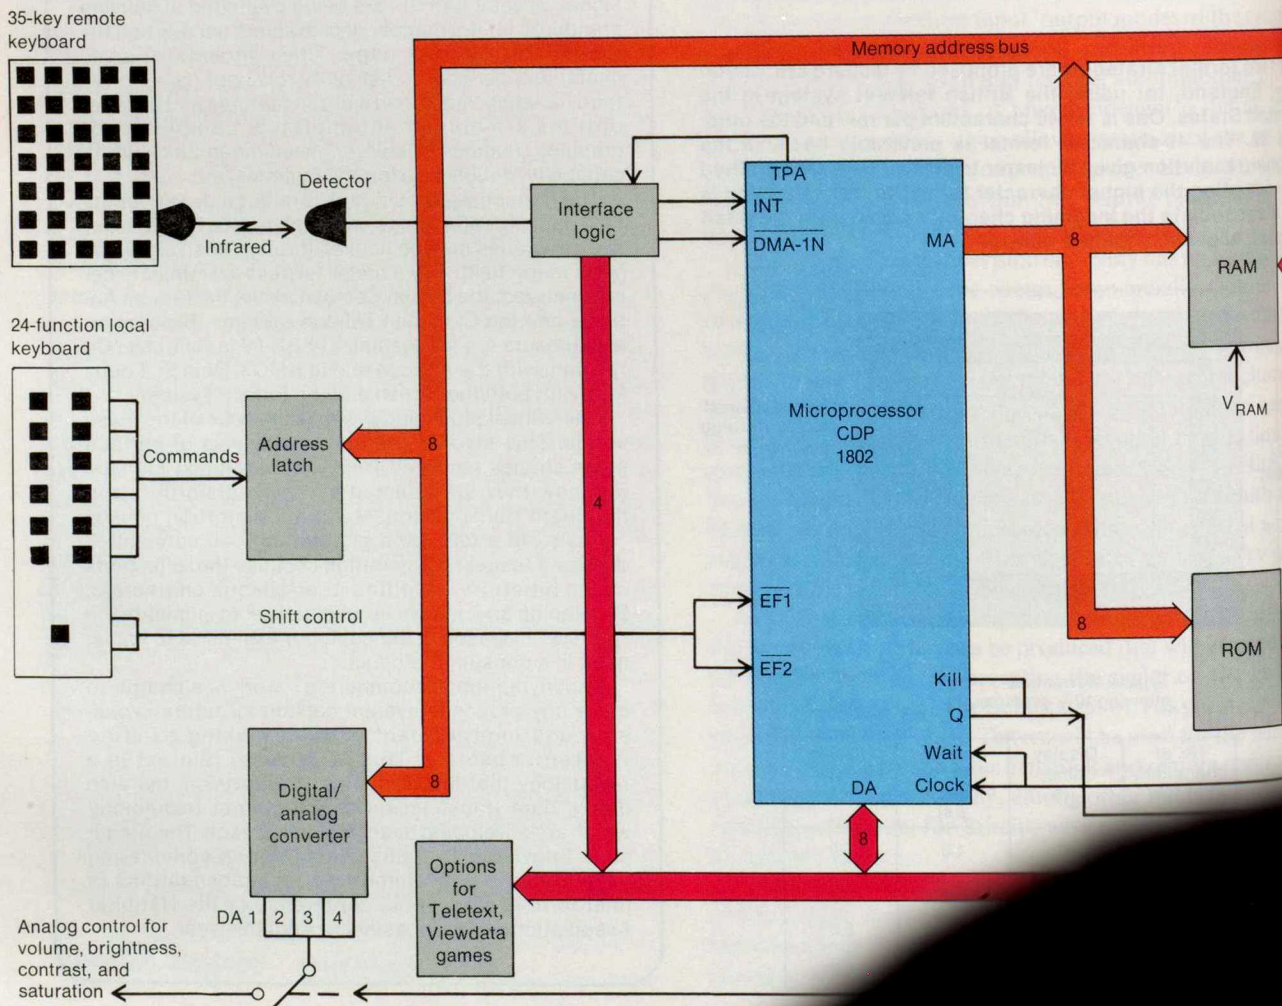 35-key remote
keyboard
Memory address bus
TPA
Detector
Interface
logic
INT
DMA-1N
MA
8
RAM
Infrared
24-function local
keyboard
V RAM
Microprocessor
CDP
1802
Address
latch
8
Commands
4
EF1
Shift control
8
ROM
EF2
Kill
Q
Wait
Clock
DA
8
Digital/
analog
converter
8
Options
for
Teletext,
Viewdata
games
DA 1 2 3 4
Analog control for
volume, brightness,
contrast, and
saturation